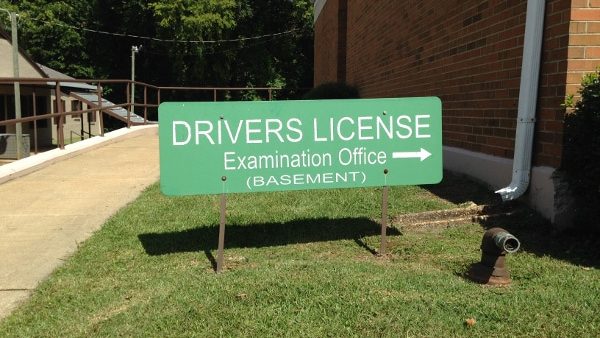 DRIVERS LICENSE
Examination Office →
(BASEMENT)